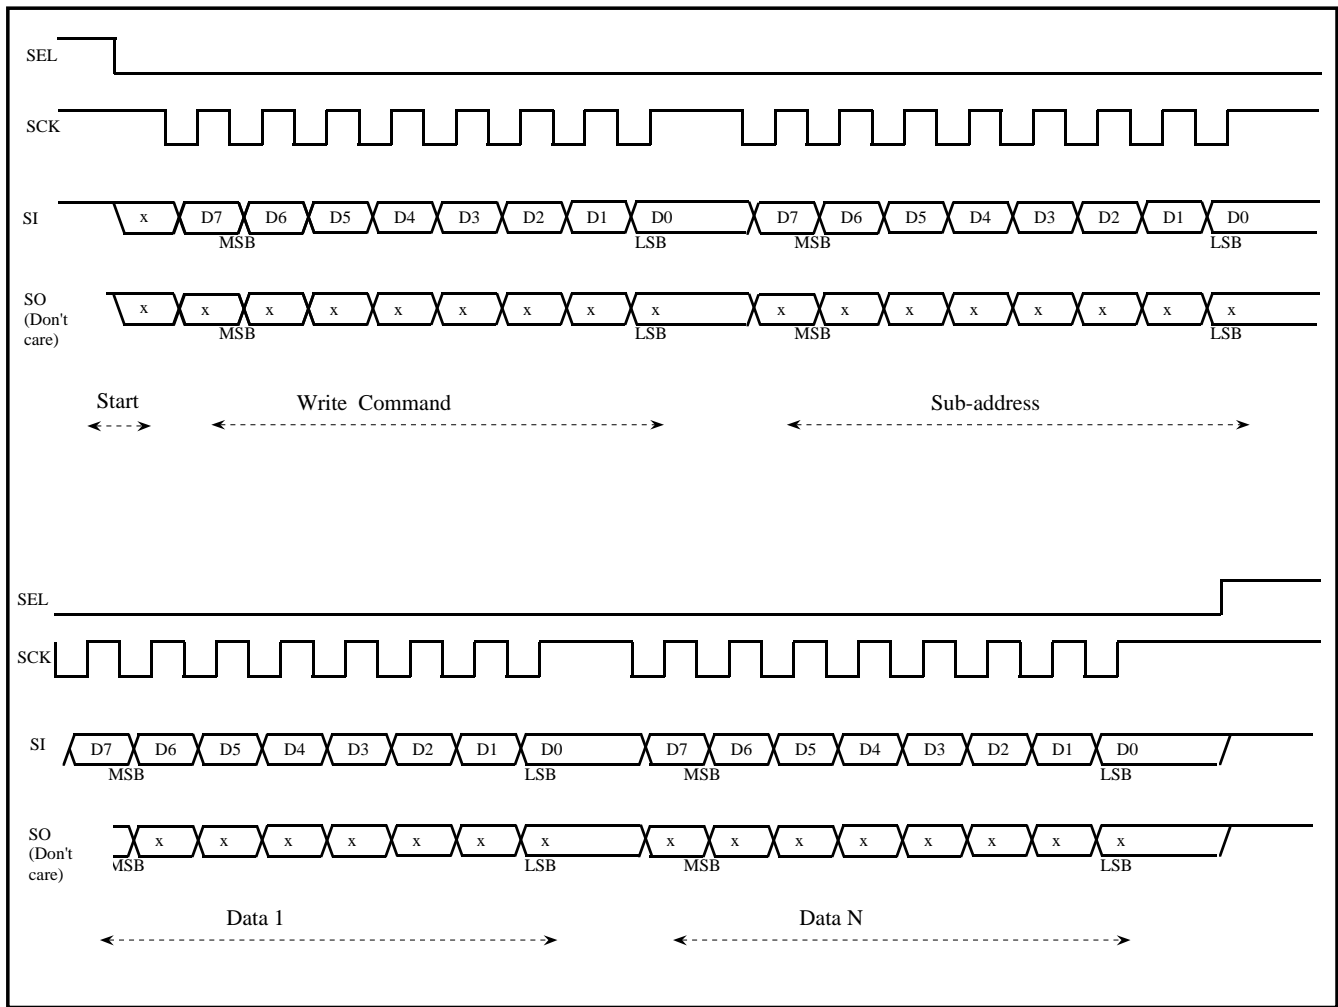 SEL
SCK
SI x D7 D6 D5 D4 D3 D2 D1 D0 D7 D6 D5 D4 D3 D2 D1 D0
MSB LSB MSB LSB
SO
(Don't
care)
x x x x x x x x x x x x x x x x x
MSB LSB MSB LSB
Start Write Command Sub-address
SEL
SCK
SI D7 D6 D5 D4 D3 D2 D1 D0 D7 D6 D5 D4 D3 D2 D1 D0
MSB LSB MSB LSB
SO
(Don't
care)
x x x x x x x x x x x x x x x
MSB LSB MSB LSB
Data 1 Data N